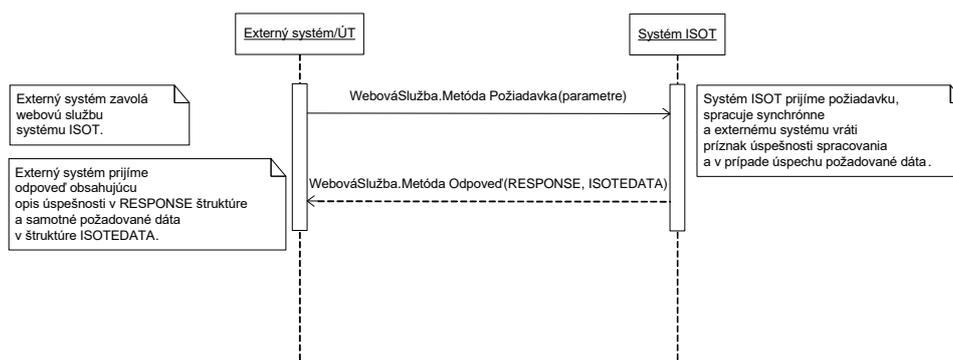 Externý systém/ÚT
Systém ISOT
Externý systém zavolá
webovú službu
systému ISOT.
WebováSlužba.Metóda Požiadavka(parametre)
Systém ISOT prijíme požiadavku,
spracuje synchrónne
a externému systému vráti
príznak úspešnosti spracovania
a v prípade úspechu požadované dáta.
Externý systém prijíme
odpoveď obsahujúcu
opis úspešnosti v RESPONSE štruktúre
a samotné požadované dáta
v štruktúre ISOTEDATA.
WebováSlužba.Metóda Odpoveď(RESPONSE, ISOTEDATA)